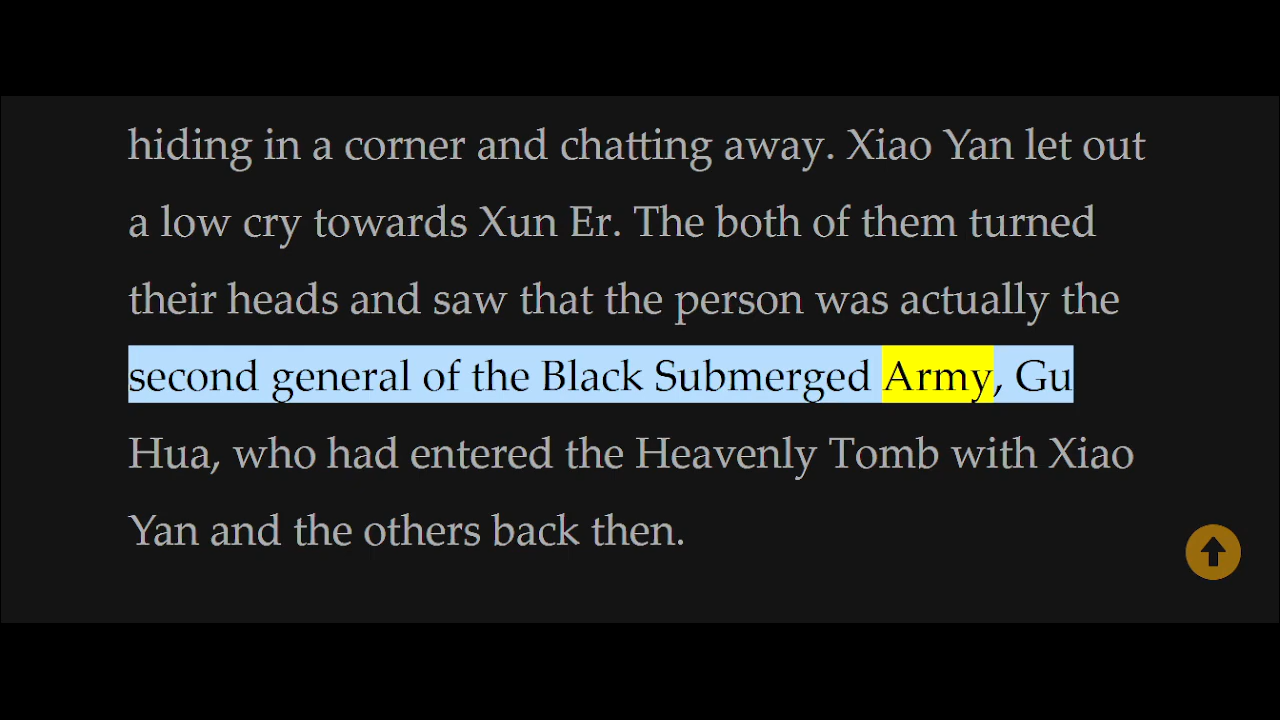 hiding in a corner and chatting away. Xiao Yan let out
a low cry towards Xun Er. The both of them turned
their heads and saw that the person was actually the
second general of the Black Submerged Army, Gu
Hua, who had entered the Heavenly Tomb with Xiao
Yan and the others back then.